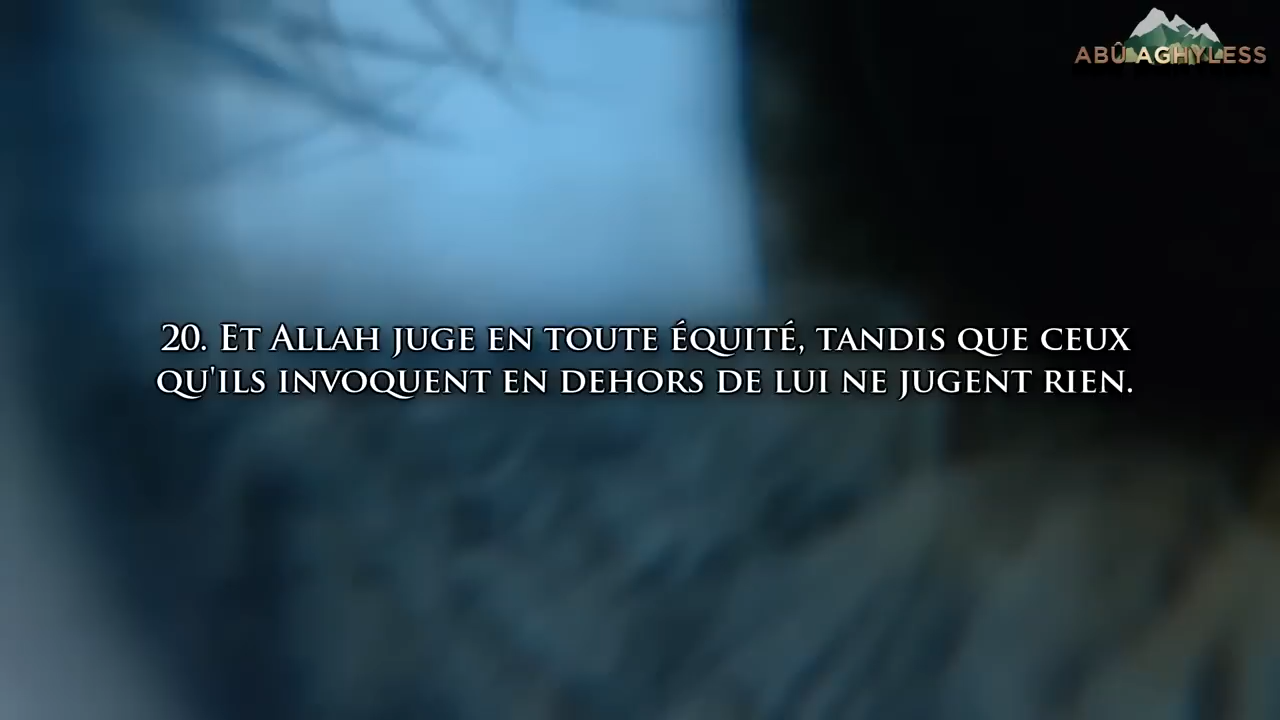 ABÛ AGHYLESS
20. Et Allah juge en toute équité, tandis que ceux
qu'ils invoquent en dehors de Lui ne jugent rien.